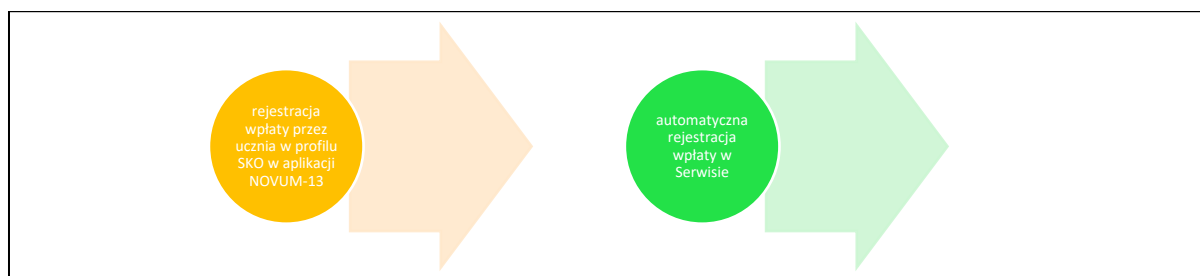 rejestracja
wpłaty przez
ucznia w profilu
SKO w aplikacji
NOVUM-13
automatyczna
rejestracja
wpłaty w
Serwisie